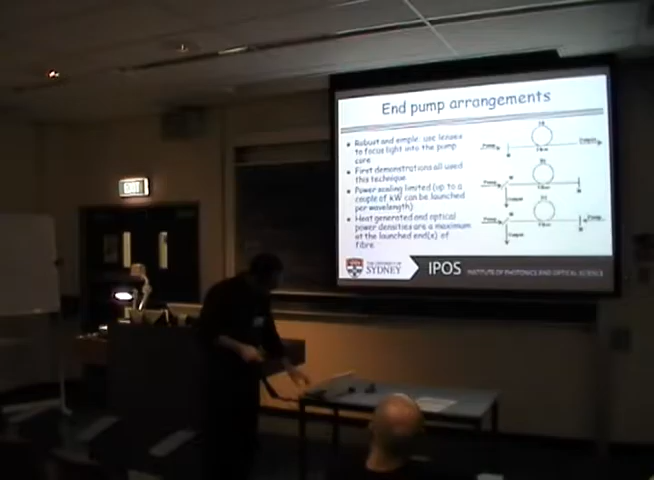 End pump arrangements
Robust and simple: use lenses
to focus light into the pump
core
First demonstrations all used
this technique
Power scaling limited (up to a
couple of kW can be launched
per wavelength)
Heat generated and optical
power densities are a maximum
at the launched end(s) of
fibre.
Pump
Output
Fibre
Pump
Output
Fibre
Pump
Pump
Output
Fibre
THE UNIVERSITY OF
SYDNEY
IPOS
INSTITUTE OF PHOTONICS AND OPTICAL SCIENCE
EXIT